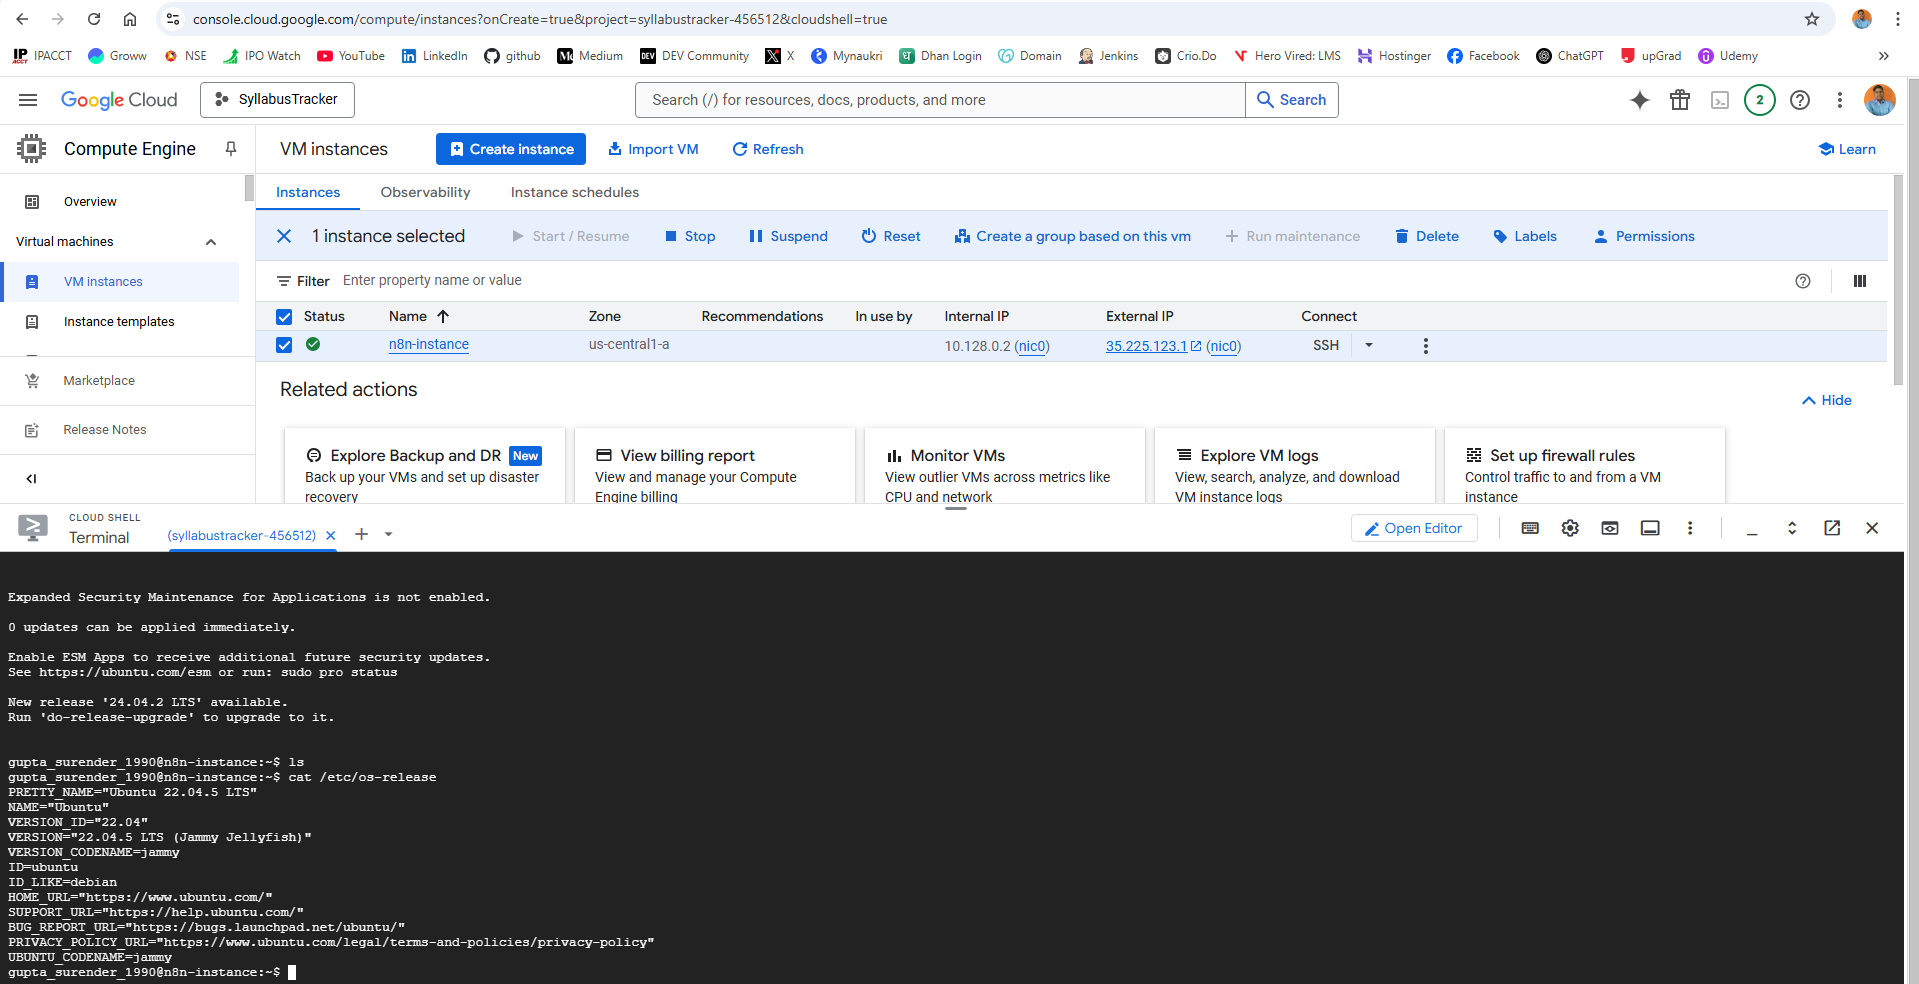 console.cloud.google.com/compute/instances?onCreate=true&project=syllabustracker-456512&cloudshell=true
IPACCT Groww NSE IPO Watch YouTube LinkedIn github Medium DEV Community X Mynaukri Dhan Login Domain Jenkins Crio.Do Hero Vired: LMS Hostinger Facebook ChatGPT upGrad Udemy
Google Cloud SyllabusTracker Search (/) for resources, docs, products, and more Search 2
Compute Engine VM instances Create instance Import VM Refresh Learn
Instances Observability Instance schedules
Overview
Virtual machines
VM instances
Instance templates
Marketplace
Release Notes
1 instance selected Start / Resume Stop Suspend Reset Create a group based on this vm Run maintenance Delete Labels Permissions
Filter Enter property name or value
Status Name Zone Recommendations In use by Internal IP External IP Connect
n8n-instance us-central1-a 10.128.0.2 (nic0) 35.225.123.1 (nic0) SSH
Related actions
Hide
Explore Backup and DR New
Back up your VMs and set up disaster
recovery
View billing report
View and manage your Compute
Engine billing
Monitor VMs
View outlier VMs across metrics like
CPU and network
Explore VM logs
View, search, analyze, and download
VM instance logs
Set up firewall rules
Control traffic to and from a VM
instance
CLOUD SHELL
Terminal (syllabustracker-456512) Open Editor
Expanded Security Maintenance for Applications is not enabled.
0 updates can be applied immediately.
Enable ESM Apps to receive additional future security updates.
See https://ubuntu.com/esm or run: sudo pro status
New release '24.04.2 LTS' available.
Run 'do-release-upgrade' to upgrade to it.
gupta_surender_1990@n8n-instance:~$ ls
gupta_surender_1990@n8n-instance:~$ cat /etc/os-release
PRETTY_NAME="Ubuntu 22.04.5 LTS"
NAME="Ubuntu"
VERSION_ID="22.04"
VERSION="22.04.5 LTS (Jammy Jellyfish)"
VERSION_CODENAME=jammy
ID=ubuntu
ID_LIKE=debian
HOME_URL="https://www.ubuntu.com/"
SUPPORT_URL="https://help.ubuntu.com/"
BUG_REPORT_URL="https://bugs.launchpad.net/ubuntu/"
PRIVACY_POLICY_URL="https://www.ubuntu.com/legal/terms-and-policies/privacy-policy"
UBUNTU_CODENAME=jammy
gupta_surender_1990@n8n-instance:~$